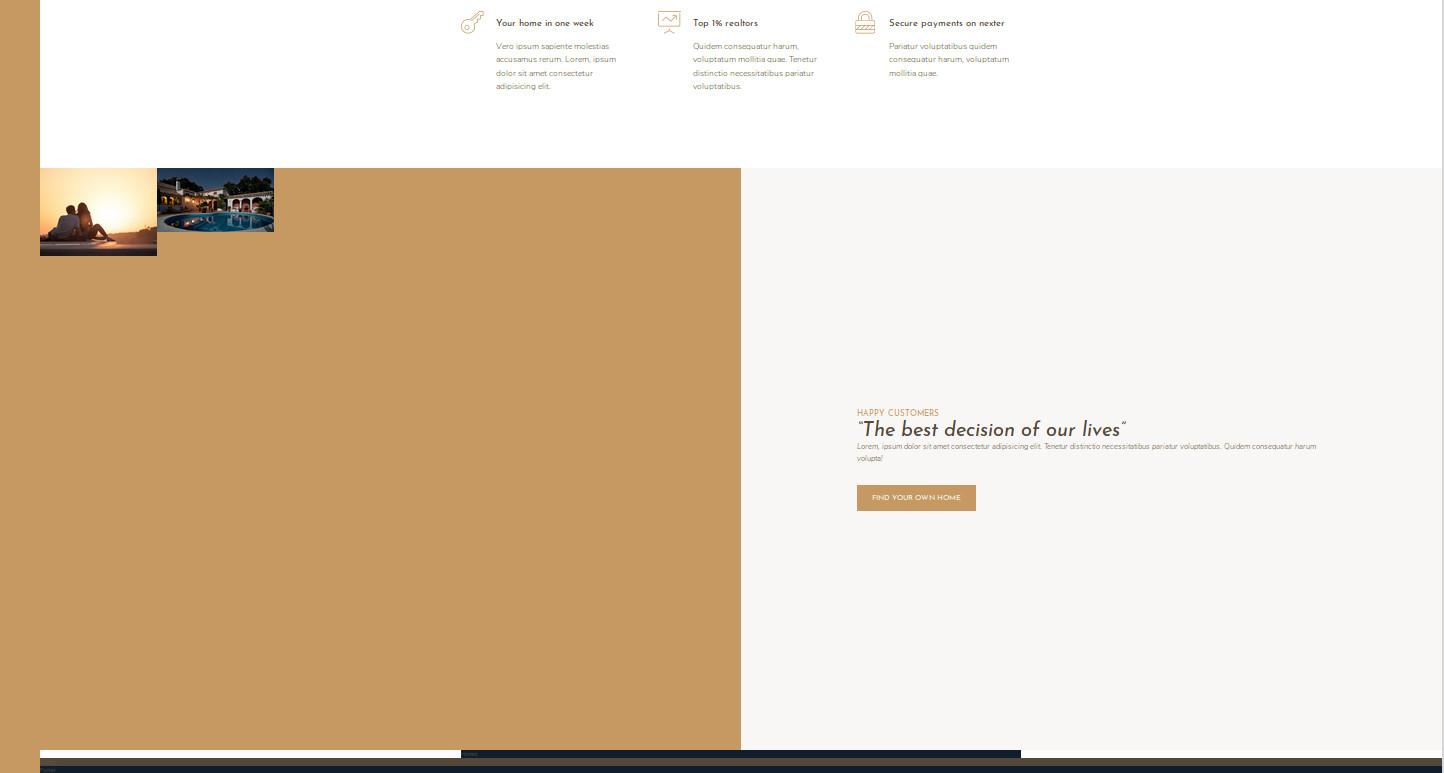 Your home in one week
Vero ipsum sapiente molestias
accusamus rerum. Lorem, ipsum
dolor sit amet consectetur
adipisicing elit.
Top 1% realtors
Quidem consequatur harum,
voluptatum mollitia quae. Tenetur
distinctio necessitatibus pariatur
voluptatibus.
Secure payments on nexter
Pariatur voluptatibus quidem
consequatur harum, voluptatum
mollitia quae.
HAPPY CUSTOMERS
“The best decision of our lives”
Lorem, ipsum dolor sit amet consectetur adipisicing elit. Tenetur distinctio necessitatibus pariatur voluptatibus. Quidem consequatur harum
volupta!
FIND YOUR OWN HOME